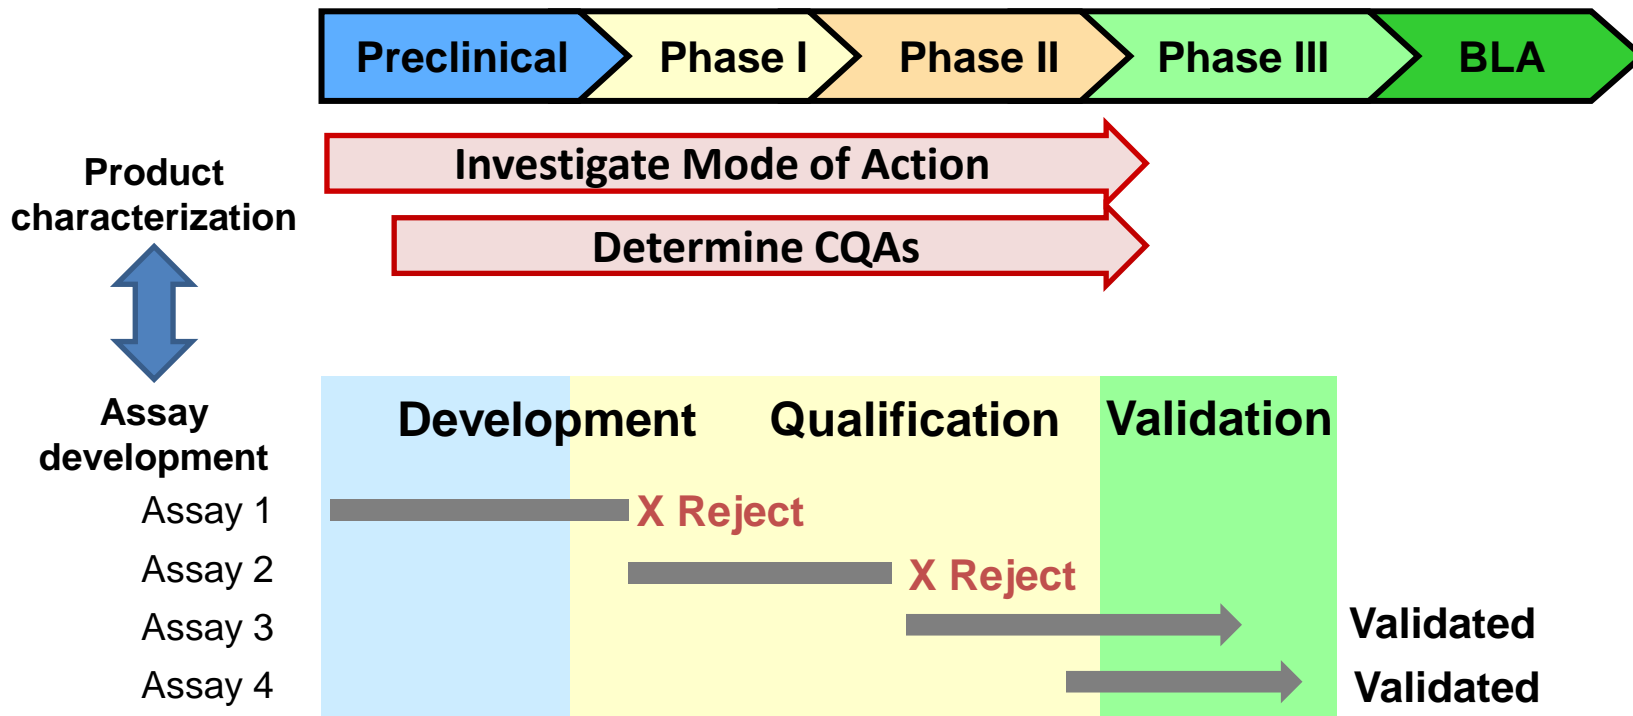 Preclinical Phase I Phase II Phase III BLA
Investigate Mode of Action
Product
characterization
Determine CQAs
Assay
development
Development Qualification Validation
Assay 1 X Reject
Assay 2 X Reject
Assay 3 Validated
Assay 4 Validated